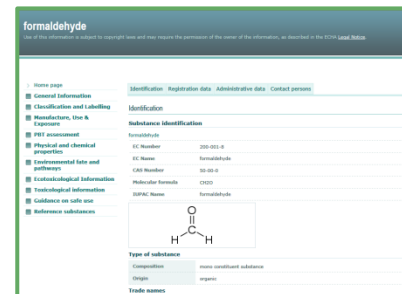 formaldehyde
Use of this information is subject to copyright laws and may require the permission of the owner of the information, as described in the ECHA Legal Notice.
Home page
General Information
Classification and Labelling
Manufacture, Use & Exposure
PBT assessment
Physical and chemical properties
Environmental fate and pathways
Ecotoxicological Information
Toxicological information
Guidance on safe use
Reference substances
Identification Registration data Administrative data Contact persons
Identification
Substance identification
formaldehyde
EC Number 200-001-8
EC Name formaldehyde
CAS Number 50-00-0
Molecular formula CH2O
IUPAC Name formaldehyde
O
H C H
Type of substance
Composition mono constituent substance
Origin organic
Trade names